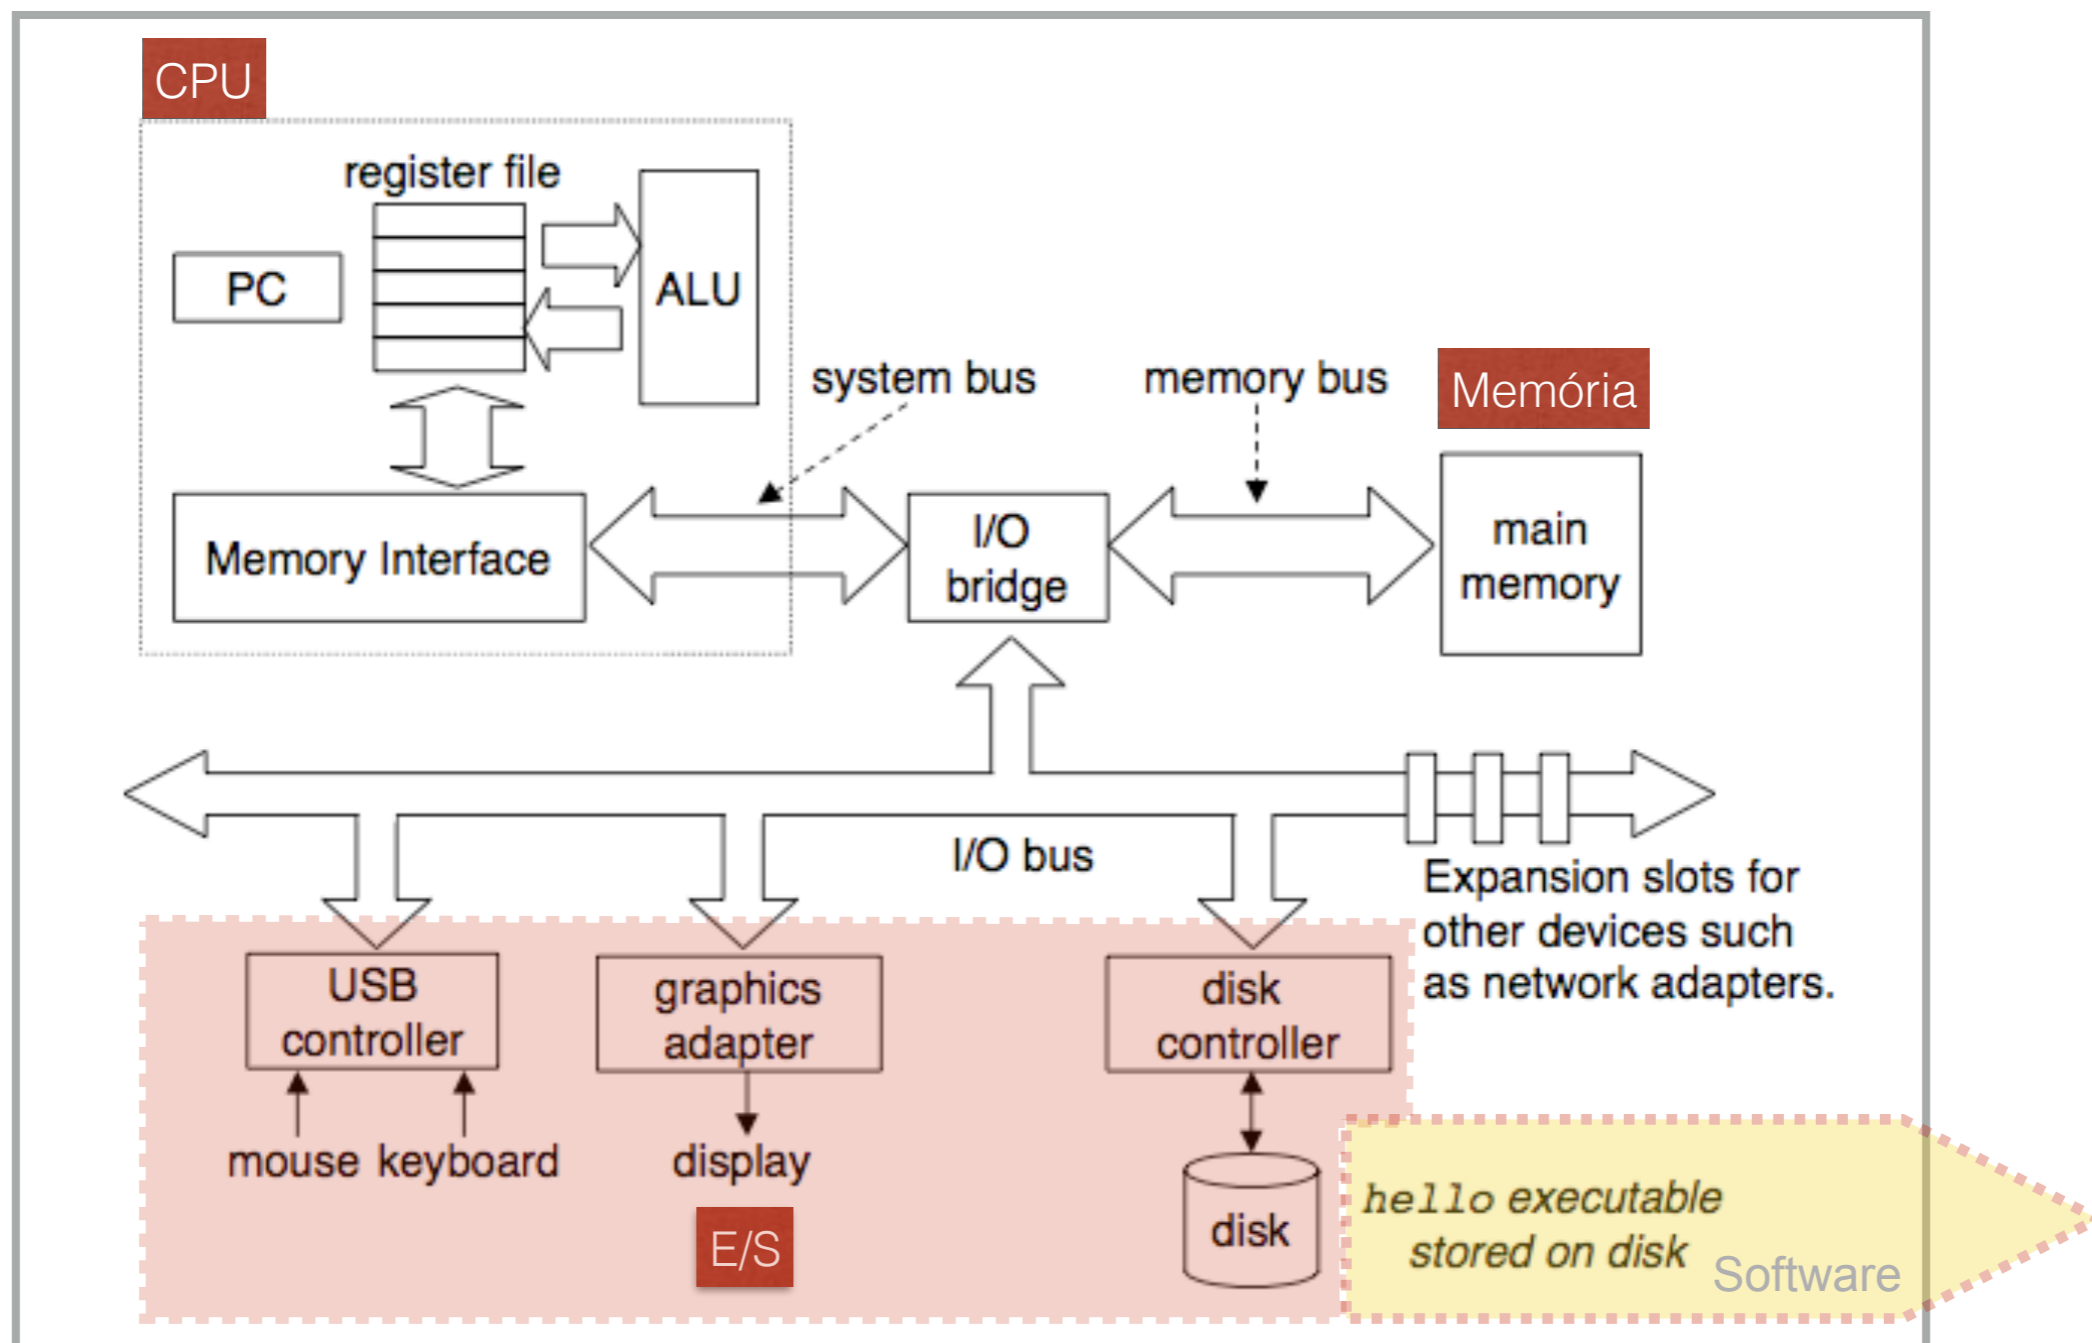 CPU
register file
PC
ALU
system bus
memory bus
Memória
Memory Interface
I/O
bridge
main
memory
I/O bus
Expansion slots for
other devices such
as network adapters.
USB
controller
graphics
adapter
disk
controller
mouse keyboard
display
disk
E/S
hello executable
stored on disk
Software